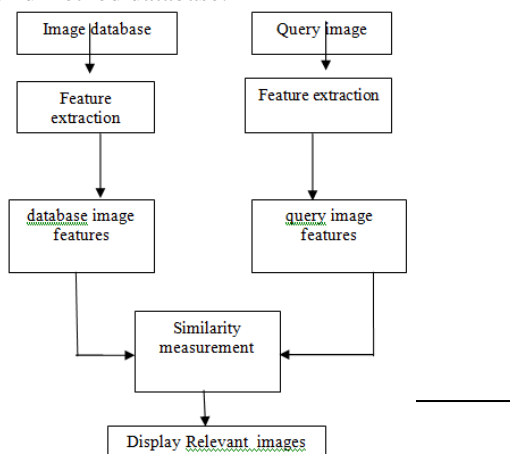 Image database
Query image
Feature
extraction
Feature extraction
database image
features
query image
features
Similarity
measurement
Display Relevant images